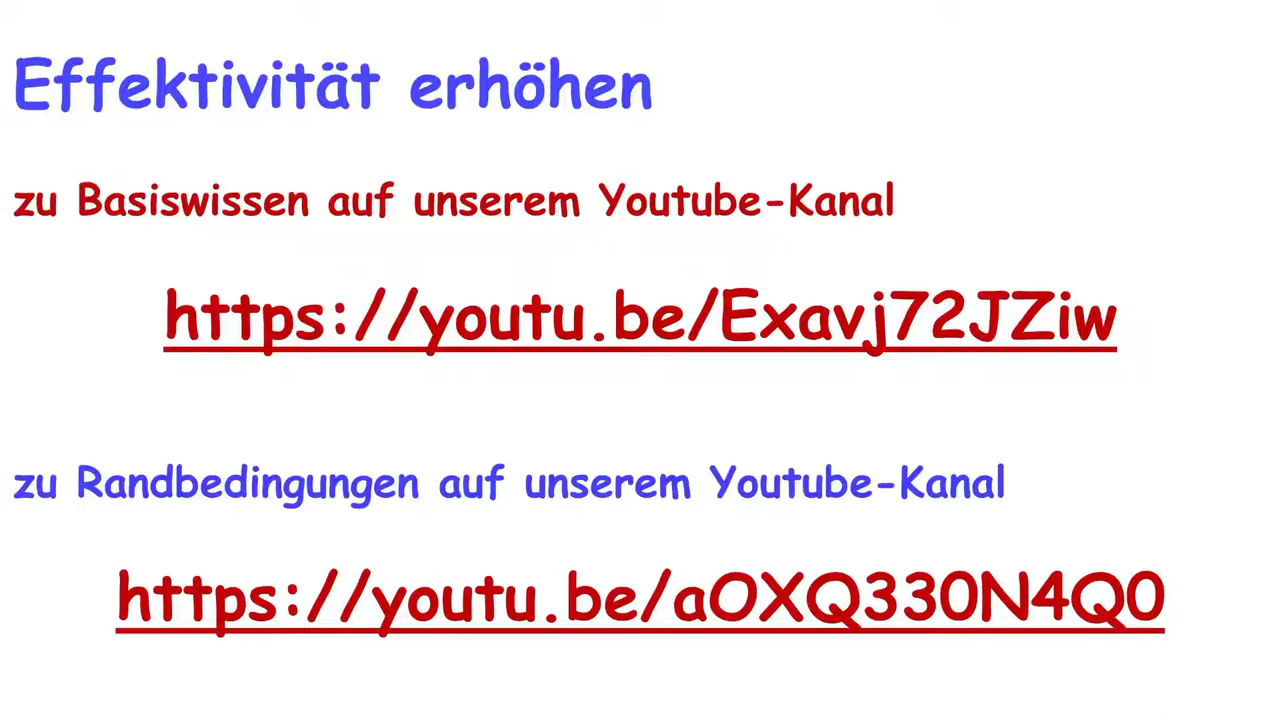 Effektivität erhöhen
zu Basiswissen auf unserem Youtube-Kanal
https://youtu.be/Exavj72JZiw
zu Randbedingungen auf unserem Youtube-Kanal
https://youtu.be/aOXQ330N4Q0